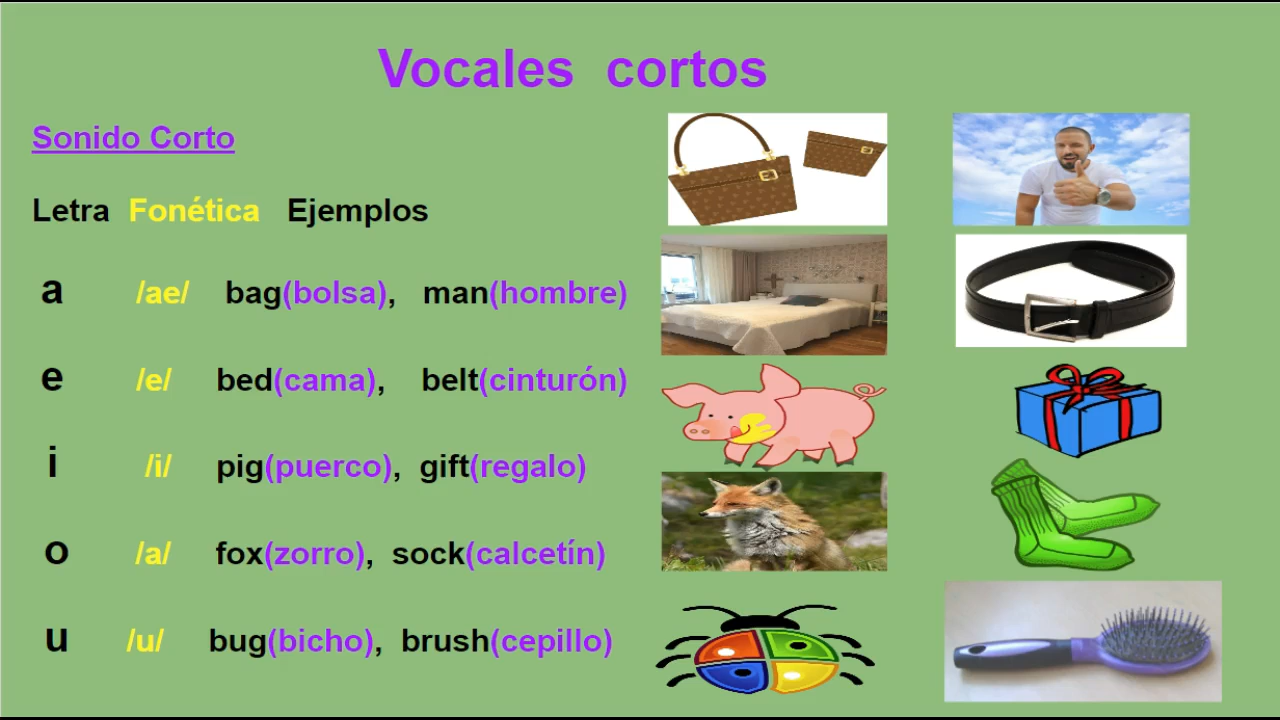 Vocales cortos
Sonido Corto
Letra Fonética Ejemplos
a /ae/ bag(bolsa), man(hombre)
e /e/ bed(cama), belt(cinturón)
i /i/ pig(puerco), gift(regalo)
o /a/ fox(zorro), sock(calcetín)
u /u/ bug(bicho), brush(cepillo)